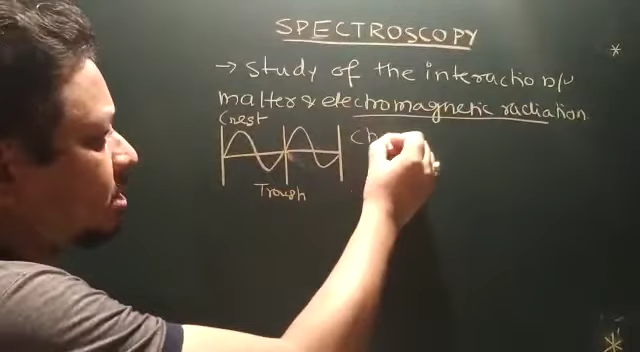 SPECTROSCOPY
→ Study of the interaction b/w
matter & electromagnetic radiation
Crest
Trough